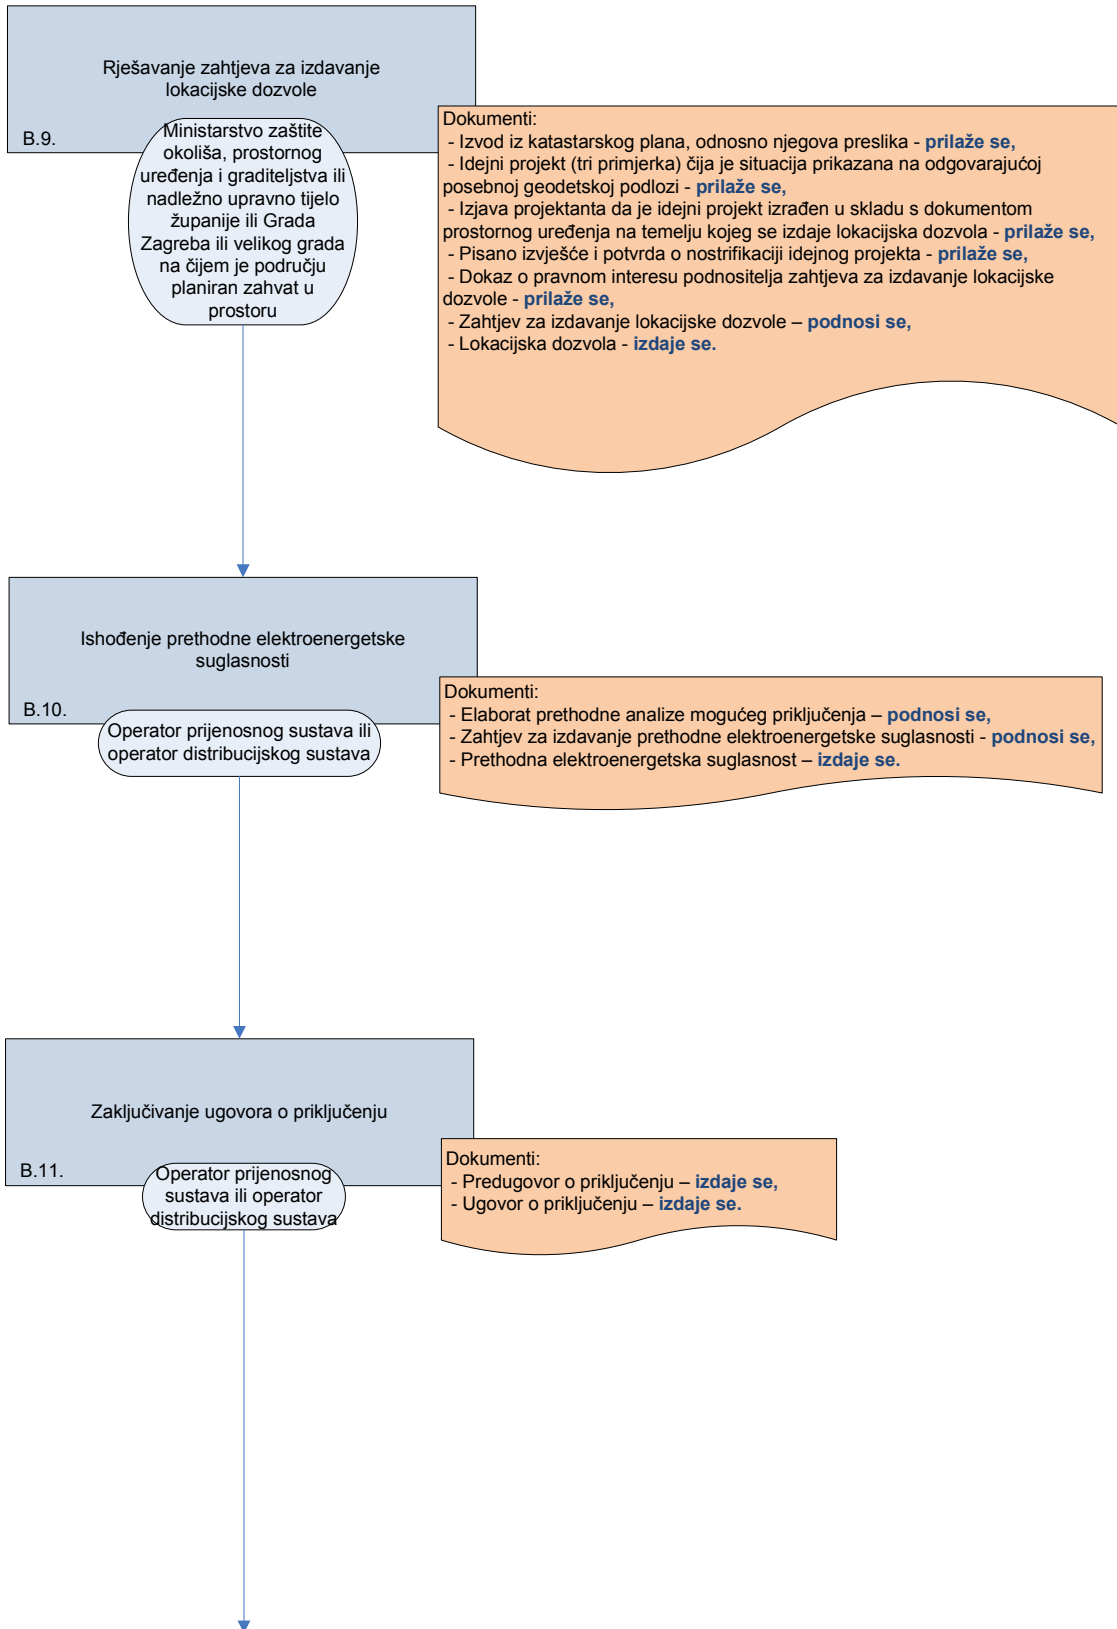 Rješavanje zahtjeva za izdavanje
lokacijske dozvole
B.9.
Ministarstvo zaštite
okoliša, prostornog
uređenja i graditeljstva ili
nadležno upravno tijelo
županije ili Grada
Zagreba ili velikog grada
na čijem je području
planiran zahvat u
prostoru
Dokumenti:
- Izvod iz katastarskog plana, odnosno njegova preslika - prilaže se,
- Idejni projekt (tri primjerka) čija je situacija prikazana na odgovarajućoj
posebnoj geodetskoj podlozi - prilaže se,
- Izjava projektanta da je idejni projekt izrađen u skladu s dokumentom
prostornog uređenja na temelju kojeg se izdaje lokacijska dozvola - prilaže se,
- Pisano izvješće i potvrda o nostrifikaciji idejnog projekta - prilaže se,
- Dokaz o pravnom interesu podnositelja zahtjeva za izdavanje lokacijske
dozvole - prilaže se,
- Zahtjev za izdavanje lokacijske dozvole – podnosi se,
- Lokacijska dozvola - izdaje se.
Ishođenje prethodne elektroenergetske
suglasnosti
B.10.
Operator prijenosnog sustava ili
operator distribucijskog sustava
Dokumenti:
- Elaborat prethodne analize mogućeg priključenja – podnosi se,
- Zahtjev za izdavanje prethodne elektroenergetske suglasnosti - podnosi se,
- Prethodna elektroenergetska suglasnost – izdaje se.
Zaključivanje ugovora o priključenju
B.11.
Operator prijenosnog
sustava ili operator
distribucijskog sustava
Dokumenti:
- Predugovor o priključenju – izdaje se,
- Ugovor o priključenju – izdaje se.